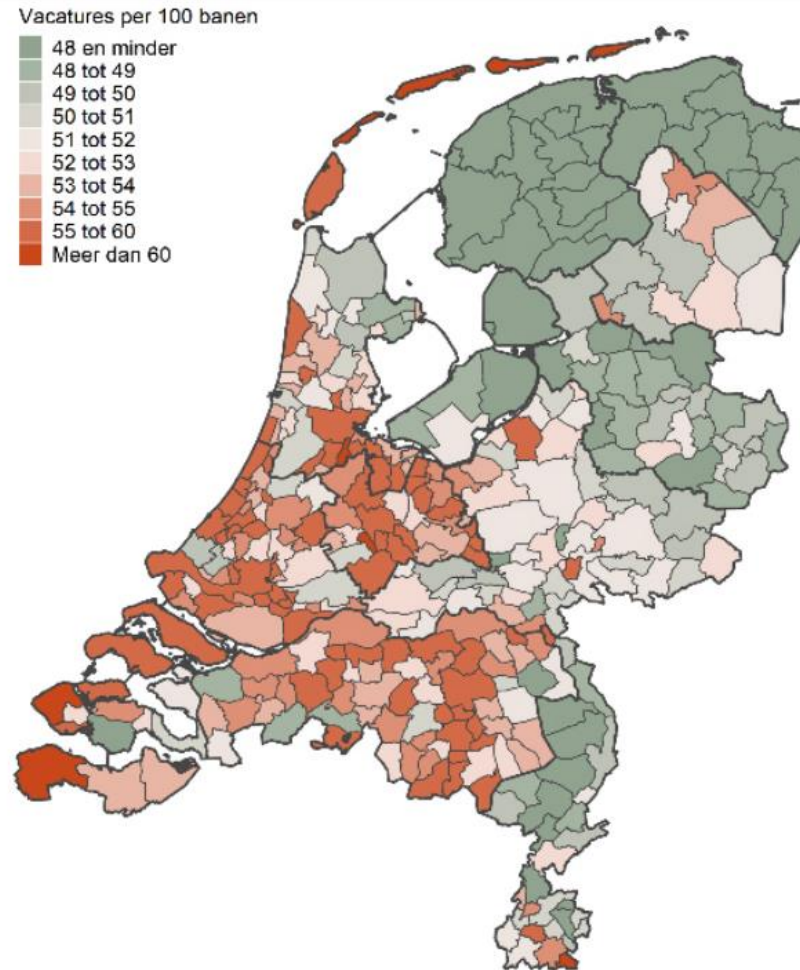 Vacatures per 100 banen
48 en minder
48 tot 49
49 tot 50
50 tot 51
51 tot 52
52 tot 53
53 tot 54
54 tot 55
55 tot 60
Meer dan 60